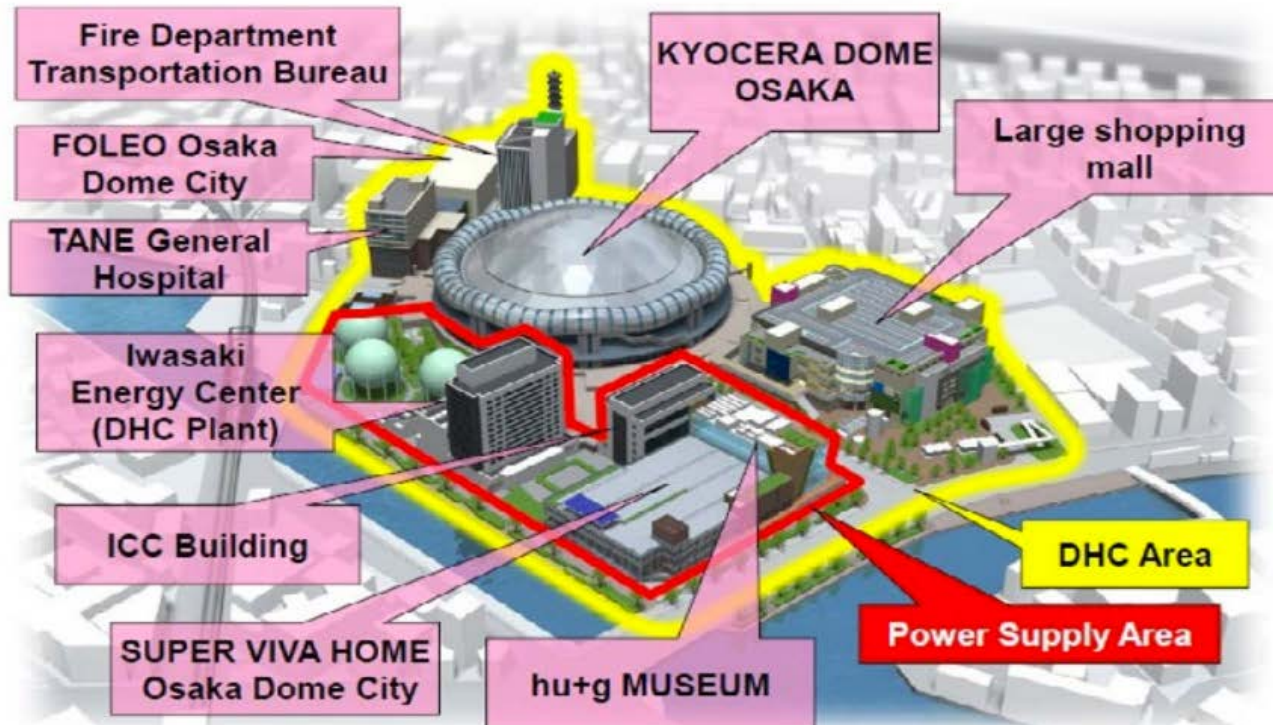 Fire Department
Transportation Bureau
KYOCERA DOME
OSAKA
Large shopping
mall
FOLEO Osaka
Dome City
TANE General
Hospital
Iwasaki
Energy Center
(DHC Plant)
ICC Building
DHC Area
Power Supply Area
SUPER VIVA HOME
Osaka Dome City
hu+g MUSEUM